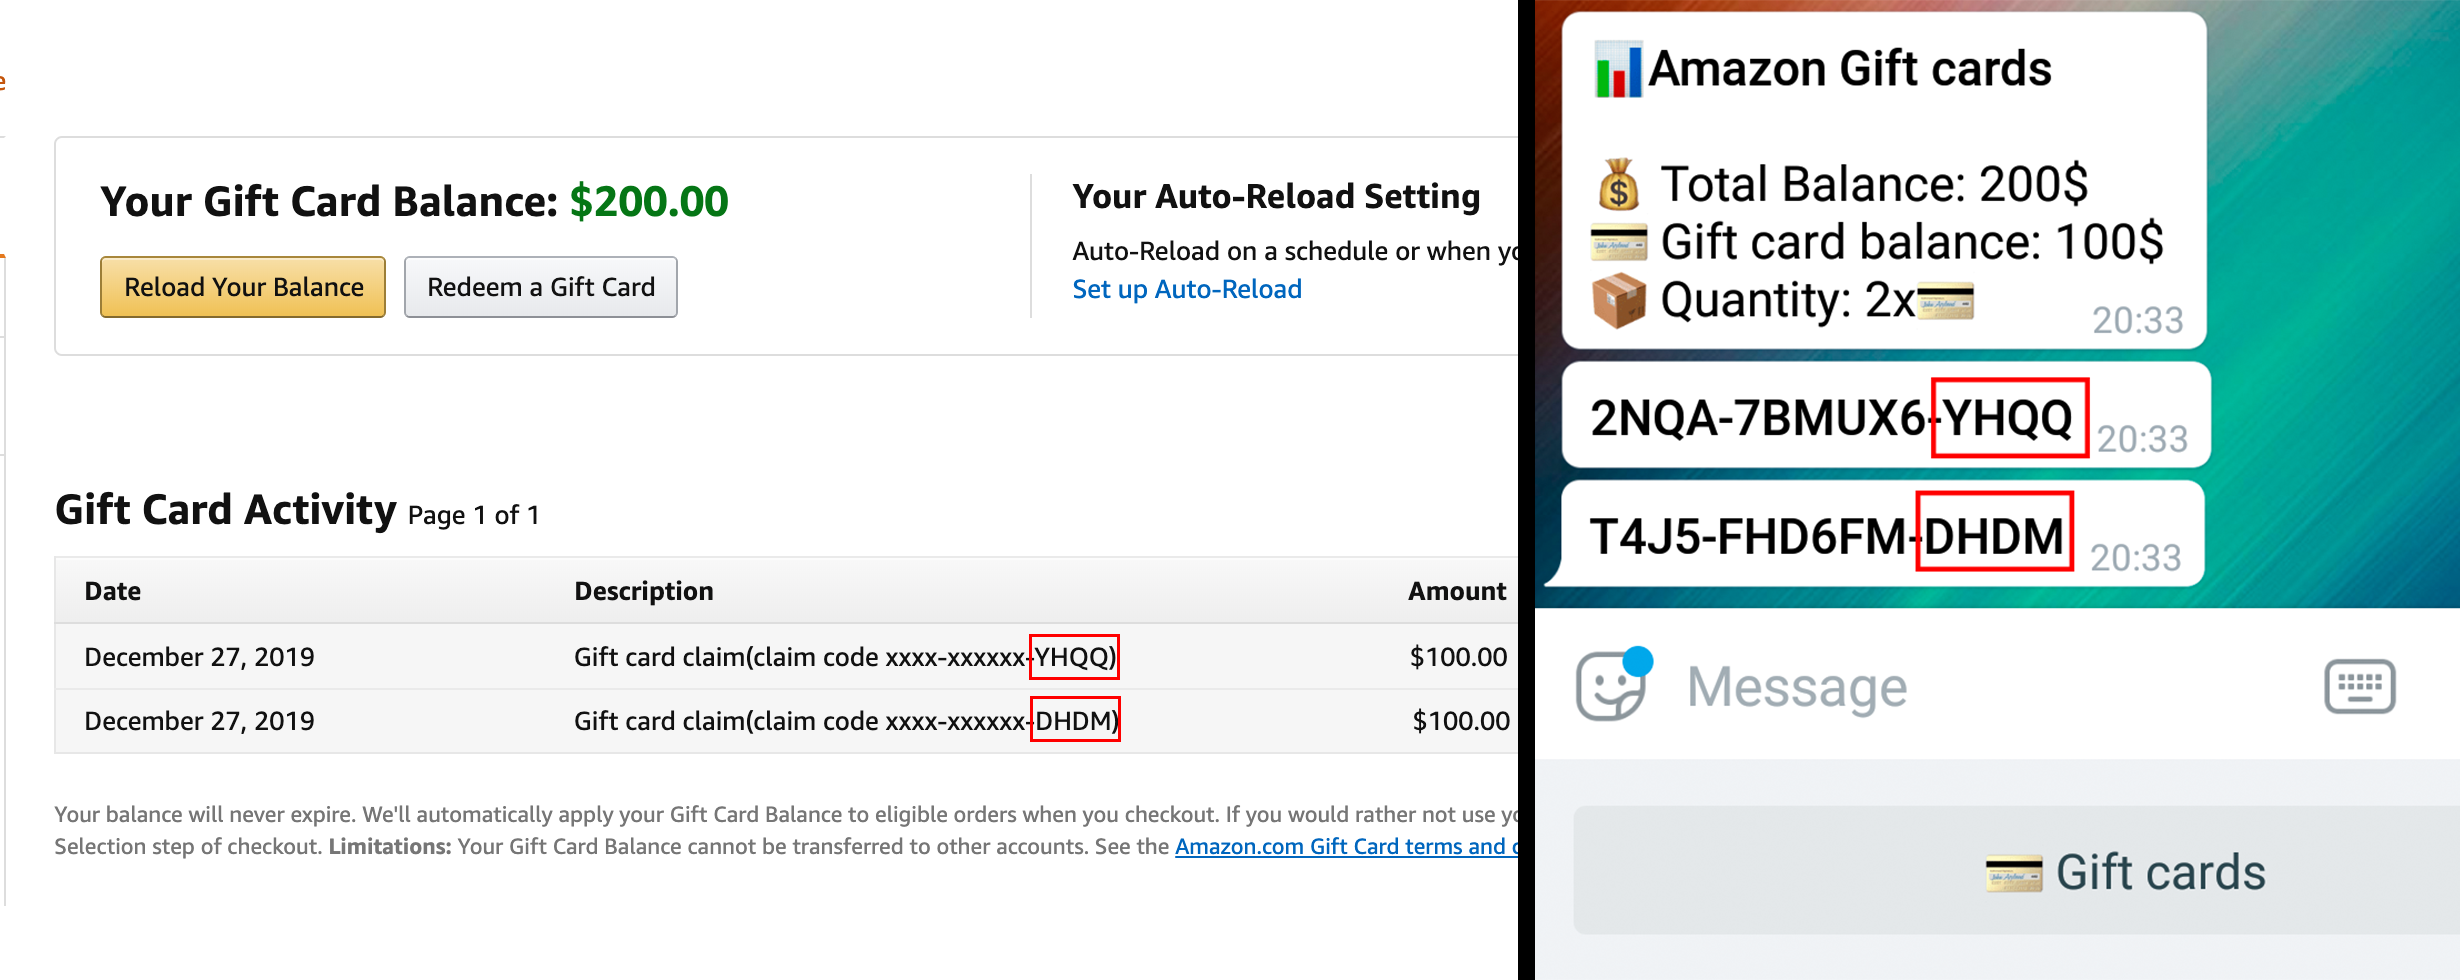 e
Your Gift Card Balance: $200.00
Reload Your Balance
Redeem a Gift Card
Your Auto-Reload Setting
Auto-Reload on a schedule or when yo
Set up Auto-Reload
Gift Card Activity Page 1 of 1
Date Description Amount
December 27, 2019 Gift card claim(claim code xxxx-xxxxxx-YHQQ) $100.00
December 27, 2019 Gift card claim(claim code xxxx-xxxxxx-DHDM) $100.00
Your balance will never expire. We'll automatically apply your Gift Card Balance to eligible orders when you checkout. If you would rather not use yo
Selection step of checkout. Limitations: Your Gift Card Balance cannot be transferred to other accounts. See the Amazon.com Gift Card terms and c
Amazon Gift cards
Total Balance: 200$
Gift card balance: 100$
Quantity: 2x
20:33
2NQA-7BMUX6-YHQQ 20:33
T4J5-FHD6FM-DHDM 20:33
Message
Gift cards